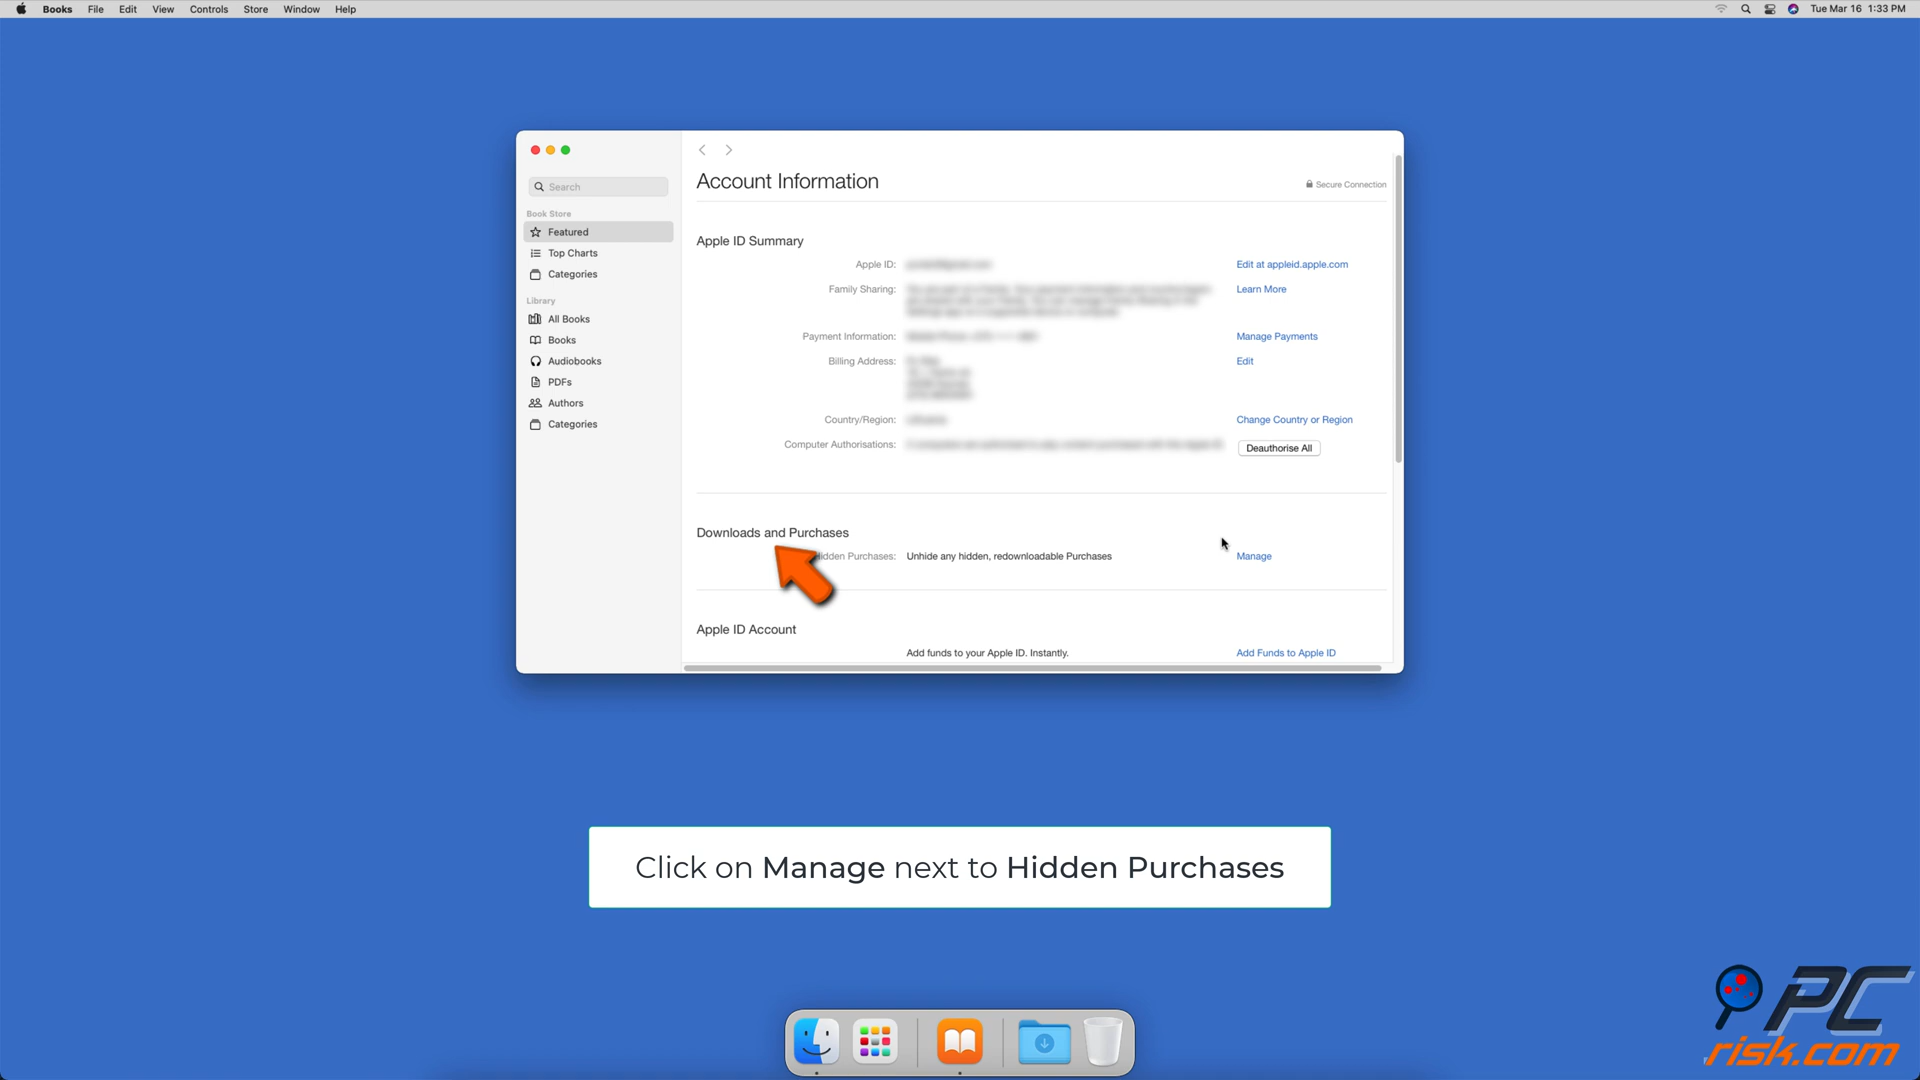 Books File Edit View Controls Store Window Help
Tue Mar 16 1:33 PM
Search
Book Store
Featured
Top Charts
Categories
Library
All Books
Books
Audiobooks
PDFs
Authors
Categories
Account Information
Secure Connection
Apple ID Summary
Apple ID:
Edit at appleid.apple.com
Family Sharing:
Learn More
Payment Information:
Manage Payments
Billing Address:
Edit
Country/Region:
Change Country or Region
Computer Authorisations:
Deauthorise All
Downloads and Purchases
Purchases: Unhide any hidden, redownloadable Purchases Manage
Apple ID Account
Add funds to your Apple ID. Instantly. Add Funds to Apple ID
Click on Manage next to Hidden Purchases
PC
risk.com